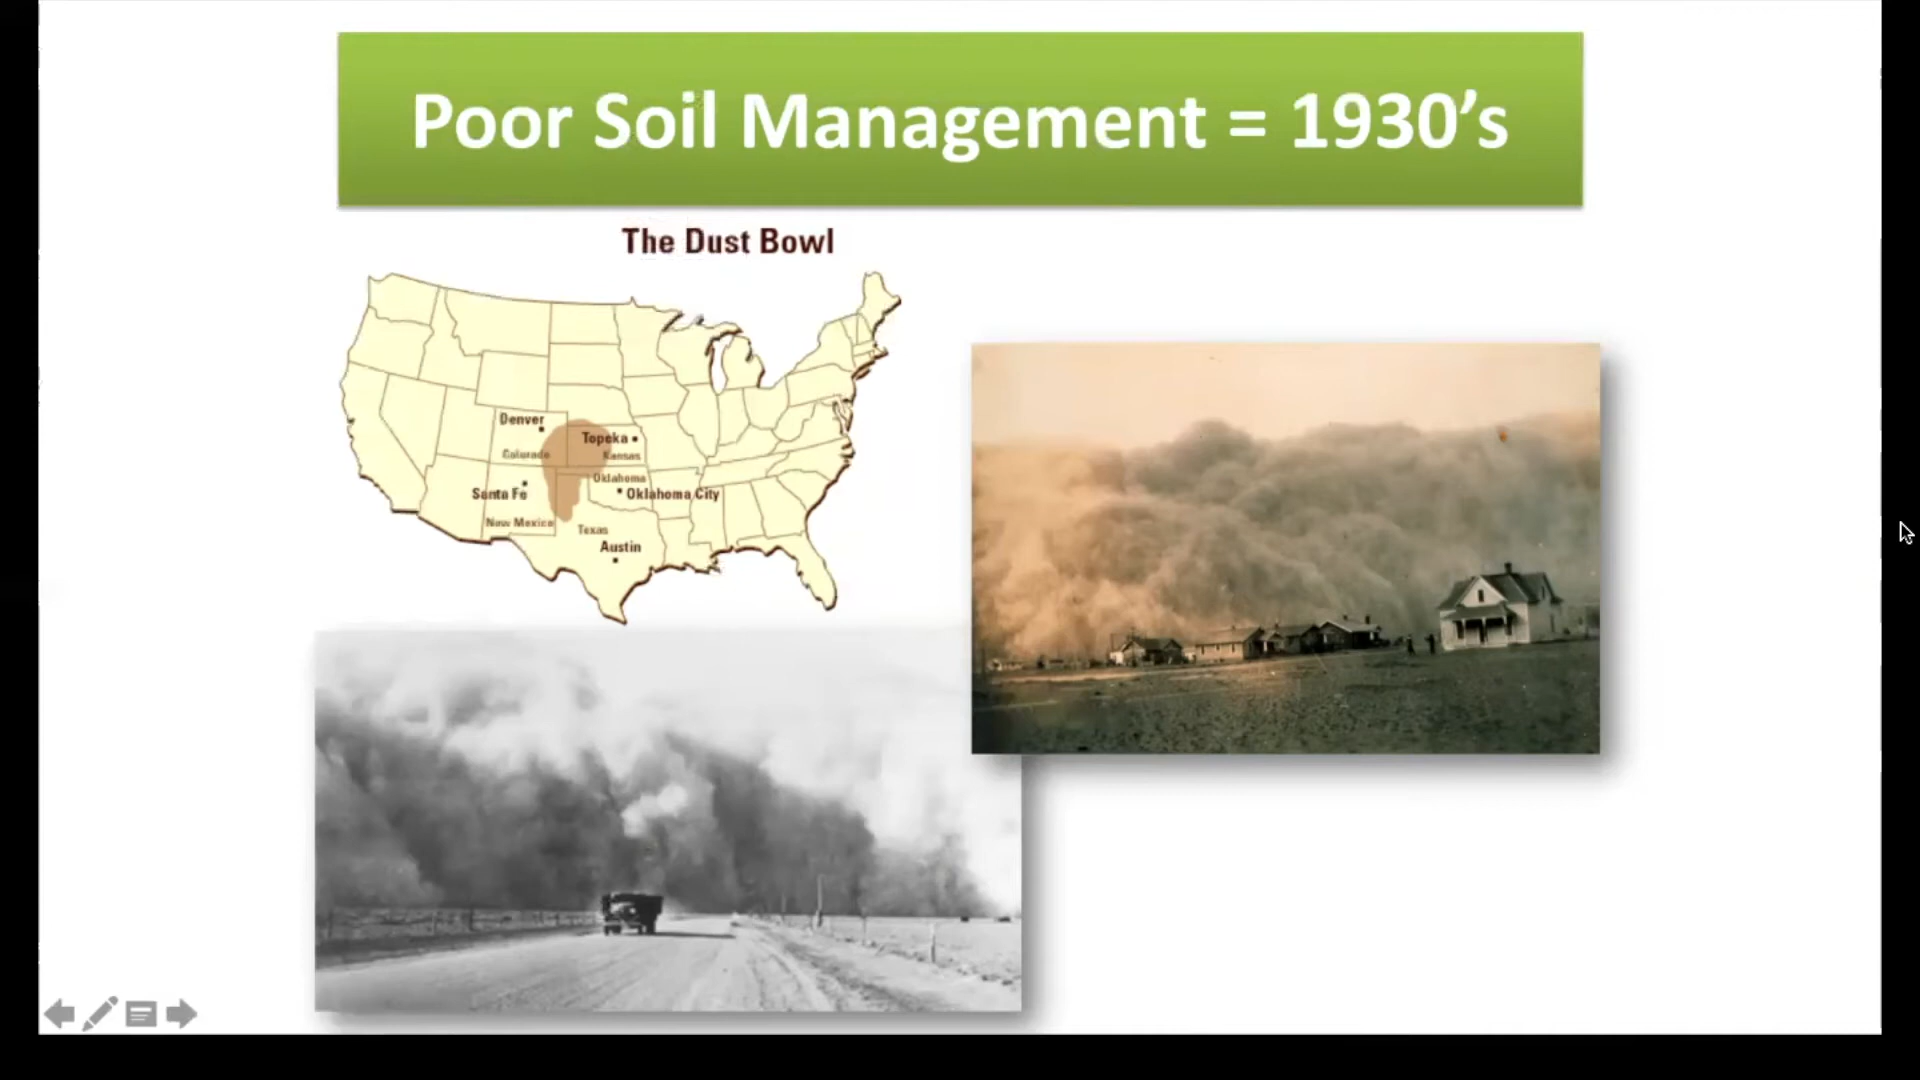 Poor Soil Management = 1930’s
The Dust Bowl
Denver
Topeka
Colorado
Kansas
Oklahoma
Santa Fe
Oklahoma City
New Mexico
Texas
Austin